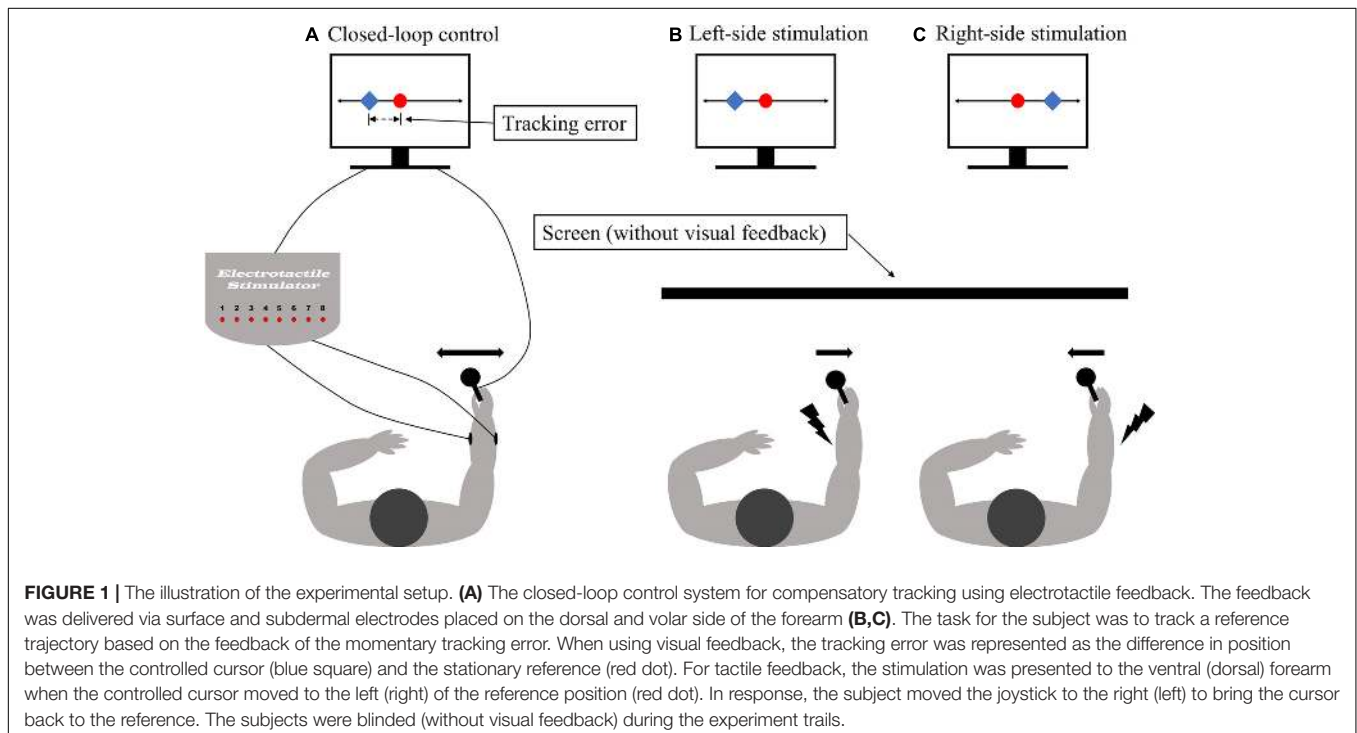 A Closed-loop control
B Left-side stimulation
C Right-side stimulation
Tracking error
Screen (without visual feedback)
Electrotactile
Stimulator
1 2 3 4 5 6 7 8
FIGURE 1 | The illustration of the experimental setup. (A) The closed-loop control system for compensatory tracking using electrotactile feedback. The feedback
was delivered via surface and subdermal electrodes placed on the dorsal and volar side of the forearm (B,C). The task for the subject was to track a reference
trajectory based on the feedback of the momentary tracking error. When using visual feedback, the tracking error was represented as the difference in position
between the controlled cursor (blue square) and the stationary reference (red dot). For tactile feedback, the stimulation was presented to the ventral (dorsal) forearm
when the controlled cursor moved to the left (right) of the reference position (red dot). In response, the subject moved the joystick to the right (left) to bring the cursor
back to the reference. The subjects were blinded (without visual feedback) during the experiment trails.